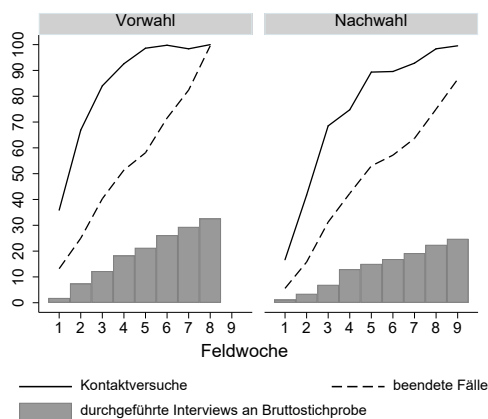 Vorwahl Nachwahl
100
90
80
70
60
50
40
30
20
10
0
1 2 3 4 5 6 7 8 9 1 2 3 4 5 6 7 8 9
Feldwoche
Kontaktversuche beendete Fälle
durchgeführte Interviews an Bruttostichprobe